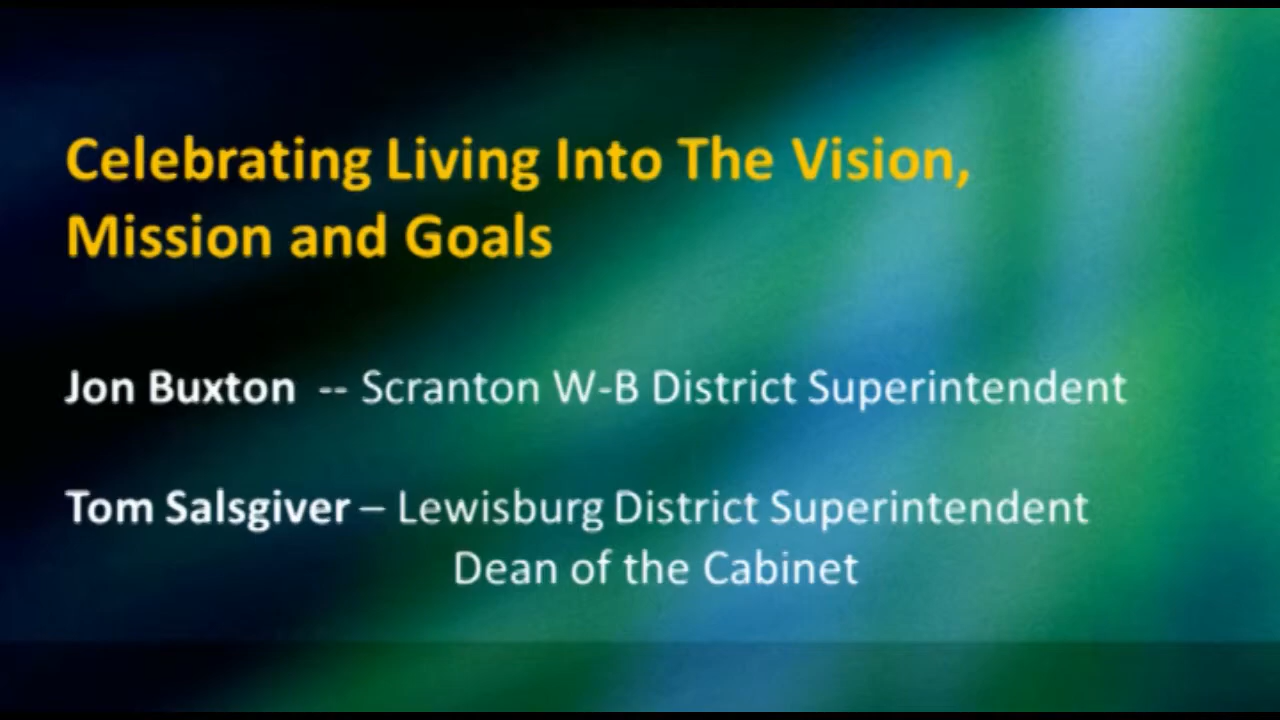 Celebrating Living Into The Vision,
Mission and Goals
Jon Buxton -- Scranton W-B District Superintendent
Tom Salsgiver – Lewisburg District Superintendent
Dean of the Cabinet